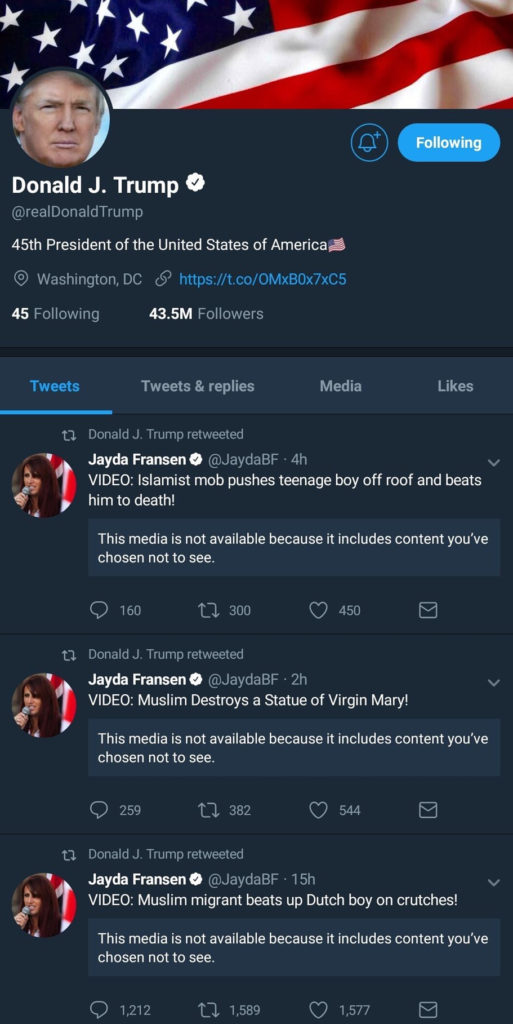 Following
Donald J. Trump
@realDonaldTrump
45th President of the United States of America🇺🇸
Washington, DC https://t.co/OMxB0x7xC5
45 Following 43.5M Followers
Tweets Tweets & replies Media Likes
Donald J. Trump retweeted
Jayda Fransen @JaydaBF · 4h
VIDEO: Islamist mob pushes teenage boy off roof and beats
him to death!
This media is not available because it includes content you've
chosen not to see.
160 300 450
Donald J. Trump retweeted
Jayda Fransen @JaydaBF · 2h
VIDEO: Muslim Destroys a Statue of Virgin Mary!
This media is not available because it includes content you've
chosen not to see.
259 382 544
Donald J. Trump retweeted
Jayda Fransen @JaydaBF · 15h
VIDEO: Muslim migrant beats up Dutch boy on crutches!
This media is not available because it includes content you've
chosen not to see.
1,212 1,589 1,577